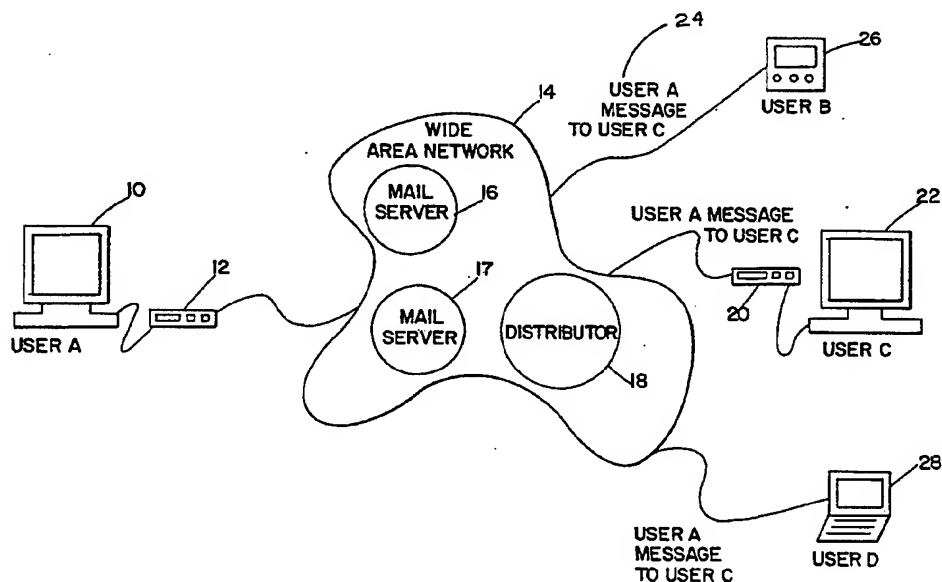 24
26
USER A
MESSAGE
TO USER C
USER B
14
WIDE
AREA NETWORK
10
MAIL
SERVER
16
USER A MESSAGE
TO USER C
22
12
17
MAIL
SERVER
DISTRIBUTOR
20
USER A
USER C
18
28
USER A
MESSAGE
TO USER C
USER D